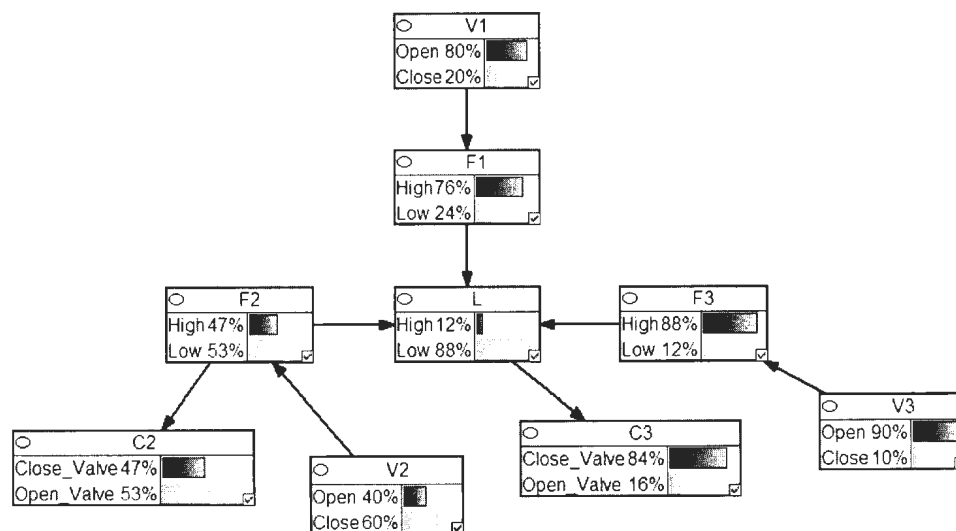 V1
Open 80%
Close 20%
F1
High 76%
Low 24%
F2
High 47%
Low 53%
L
High 12%
Low 88%
F3
High 88%
Low 12%
C2
Close_Valve 47%
Open_Valve 53%
V2
Open 40%
Close 60%
C3
Close_Valve 84%
Open_Valve 16%
V3
Open 90%
Close 10%